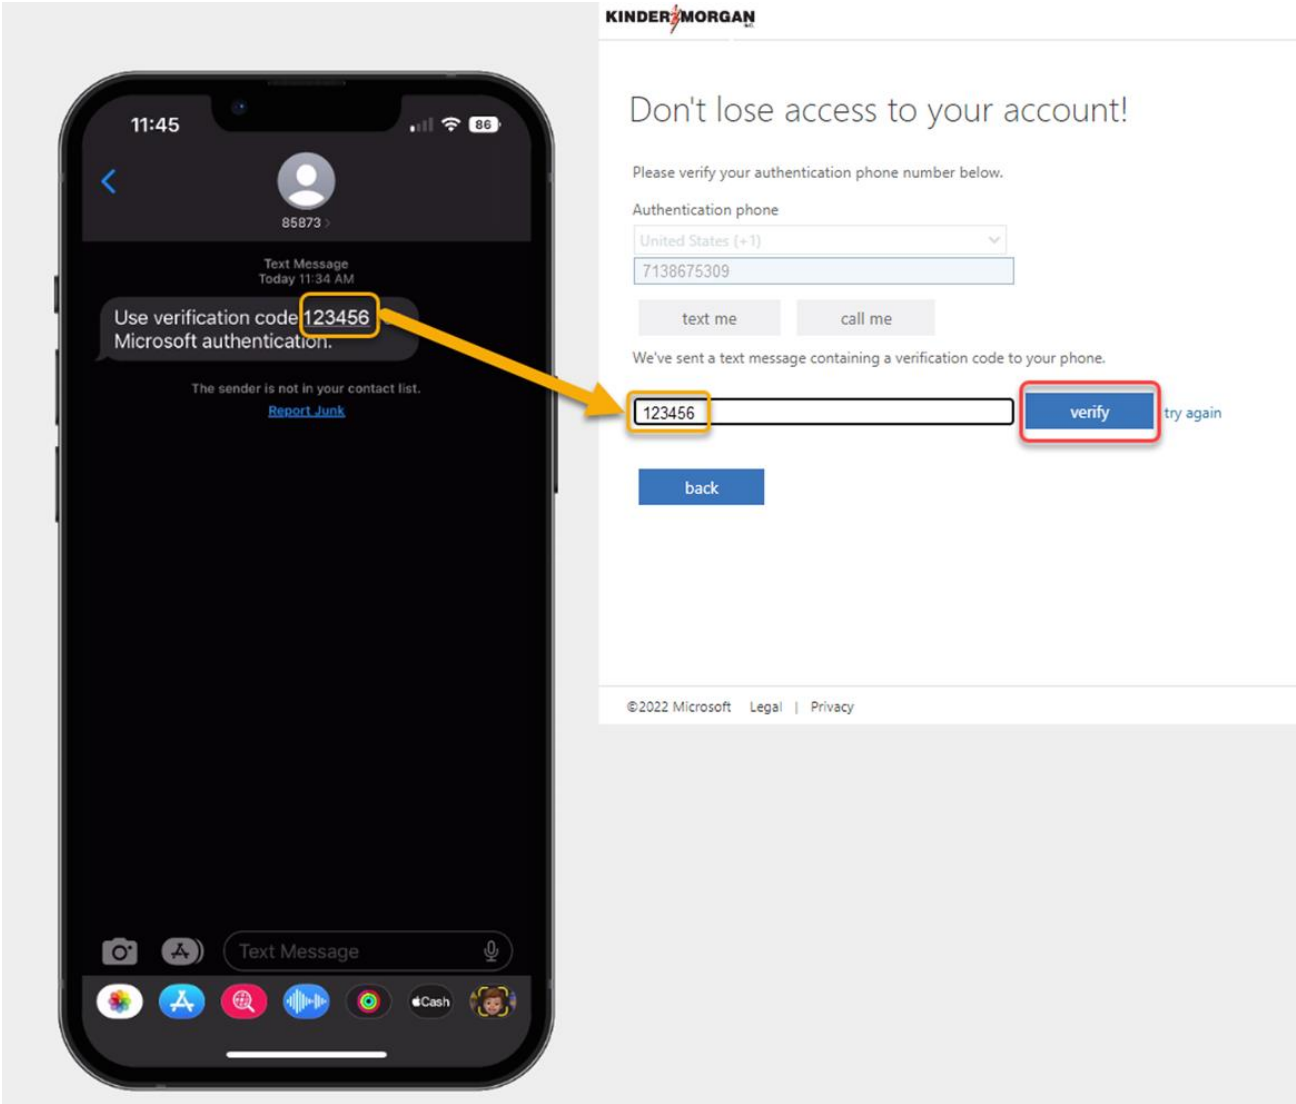 KINDER MORGAN
INC.
11:45
86
85873 >
Text Message
Today 11:34 AM
Use verification code 123456
Microsoft authentication.
The sender is not in your contact list.
Report Junk
Text Message
Cash
Don't lose access to your account!
Please verify your authentication phone number below.
Authentication phone
United States (+1)
7138675309
text me
call me
We've sent a text message containing a verification code to your phone.
123456
verify
try again
back
©2022 Microsoft Legal | Privacy